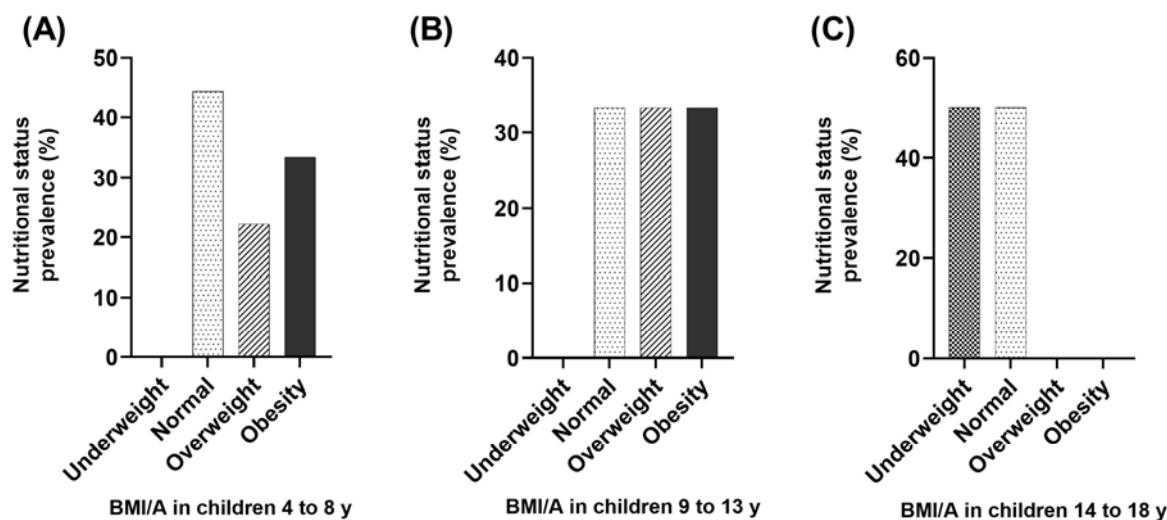 (A)
Nutritional status
prevalence (%)
50
40
30
20
10
0
Underweight
Normal
Overweight
Obesity
BMI/A in children 4 to 8 y
(B)
Nutritional status
prevalence (%)
40
30
20
10
0
Underweight
Normal
Overweight
Obesity
BMI/A in children 9 to 13 y
(C)
Nutritional status
prevalence (%)
60
40
20
0
Underweight
Normal
Overweight
Obesity
BMI/A in children 14 to 18 y